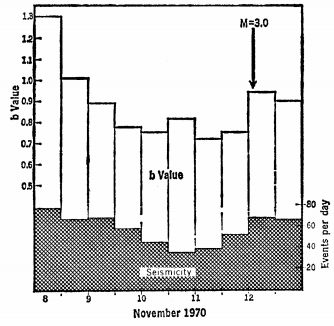 1.3
M=3.0
1.2
1.1
1.0
0.9
0.8
0.7
0.6
0.5
b Value
b Value
80
60
40
20
Events per day
Seismicity
8 9 10 11 12
November 1970